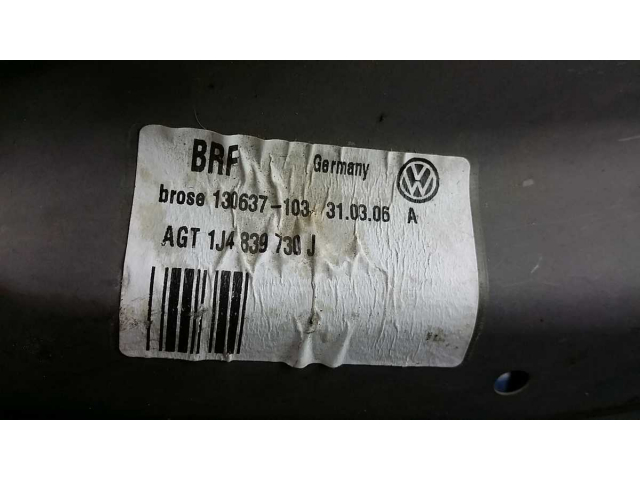 BRF Germany
brose 130637-103 31.03.06 A
AGT 1J4 839 730 J